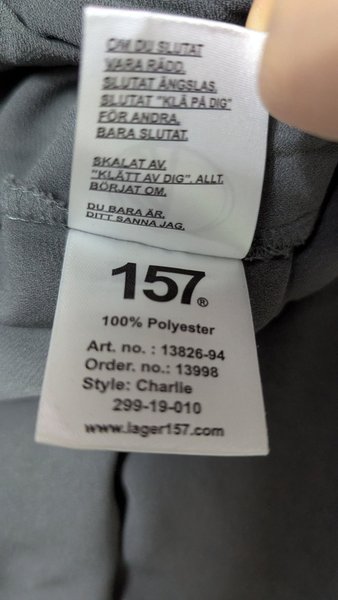 OM DU SLUTAT
VARA RÄDD.
SLUTAT ÄNGSLAS.
SLUTAT "KLÄ PÅ DIG"
FÖR ANDRA.
BARA SLUTAT.
SKALAT AV.
"KLÄTT AV DIG". ALLT.
BÖRJAT OM.
DU BARA ÄR.
DITT SANNA JAG.
157®
100% Polyester
Art. no. : 13826-94
Order. no.: 13998
Style: Charlie
299-19-010
www.lager157.com